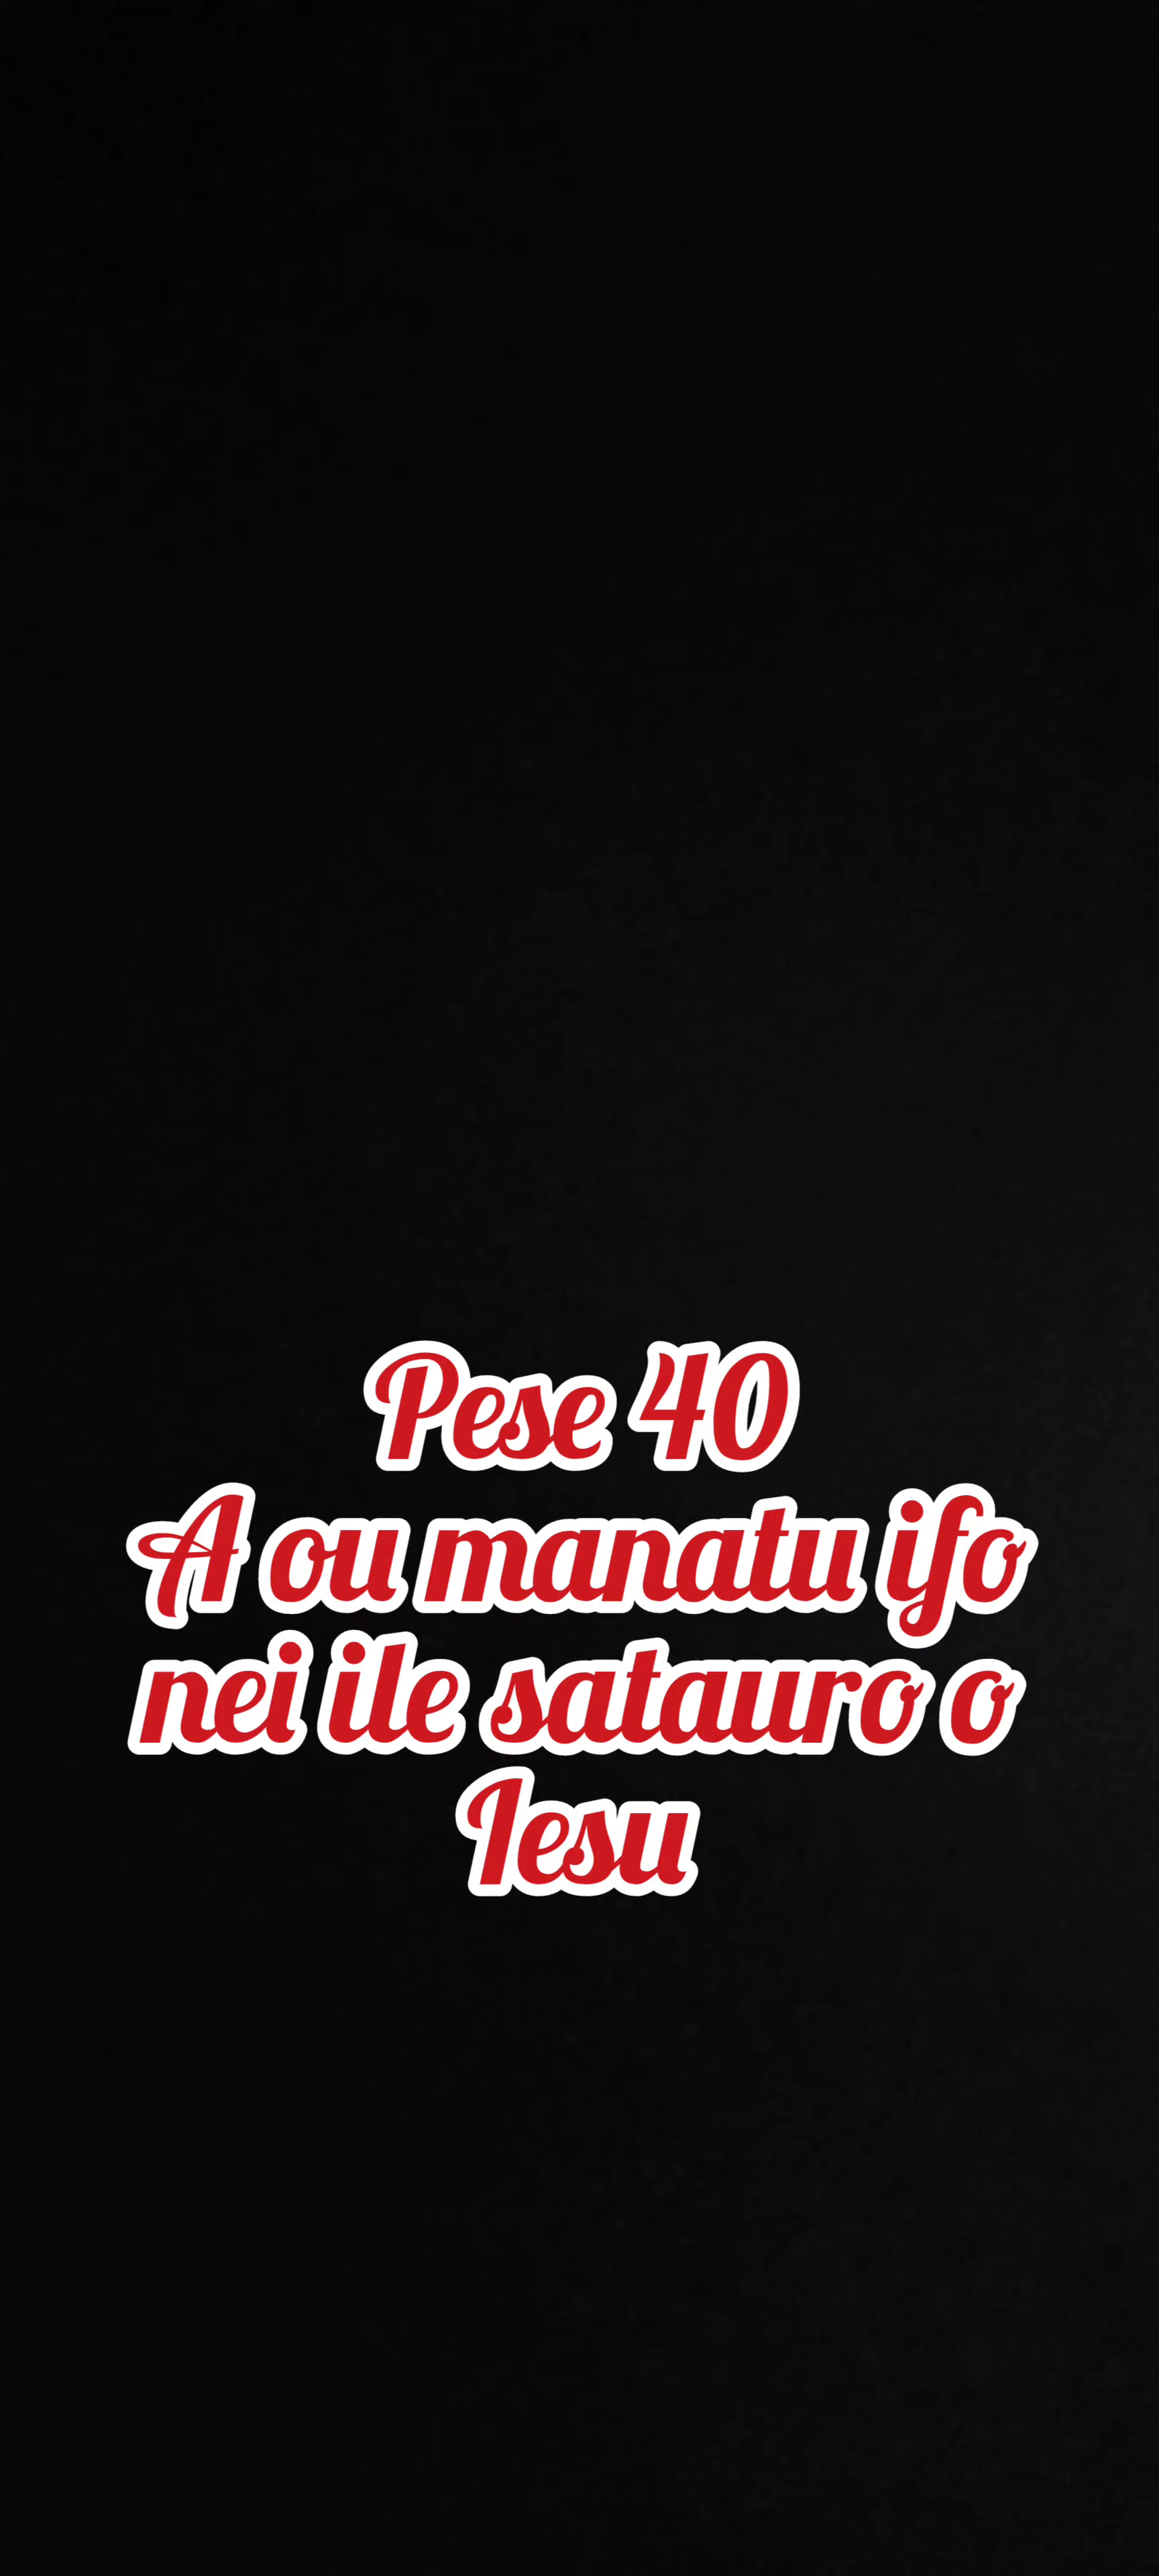 Pese 40
A ou manatu ifo
nei ile satauro o
Iesu